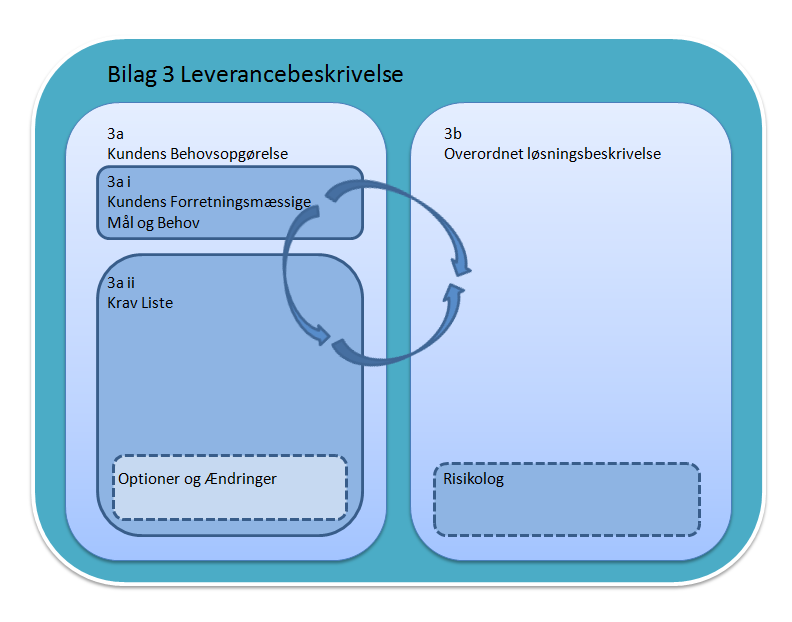 Bilag 3 Leverancebeskrivelse
3a
Kundens Behovsopgørelse
3a i
Kundens Forretningsmæssige
Mål og Behov
3a ii
Krav Liste
Optioner og Ændringer
3b
Overordnet løsningsbeskrivelse
Risikolog